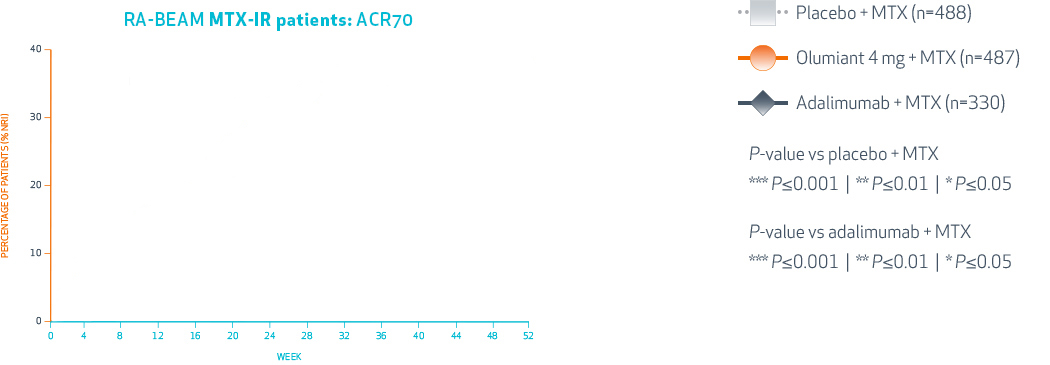 RA-BEAM MTX-IR patients: ACR70
PERCENTAGE OF PATIENTS (% NRI)
40
30
20
10
0
0 4 8 12 16 20 24 28 32 36 40 44 48 52
WEEK
Placebo + MTX (n=488)
Olumiant 4 mg + MTX (n=487)
Adalimumab + MTX (n=330)
P-value vs placebo + MTX
*** P≤0.001 | ** P≤0.01 | * P≤0.05
P-value vs adalimumab + MTX
*** P≤0.001 | ** P≤0.01 | * P≤0.05